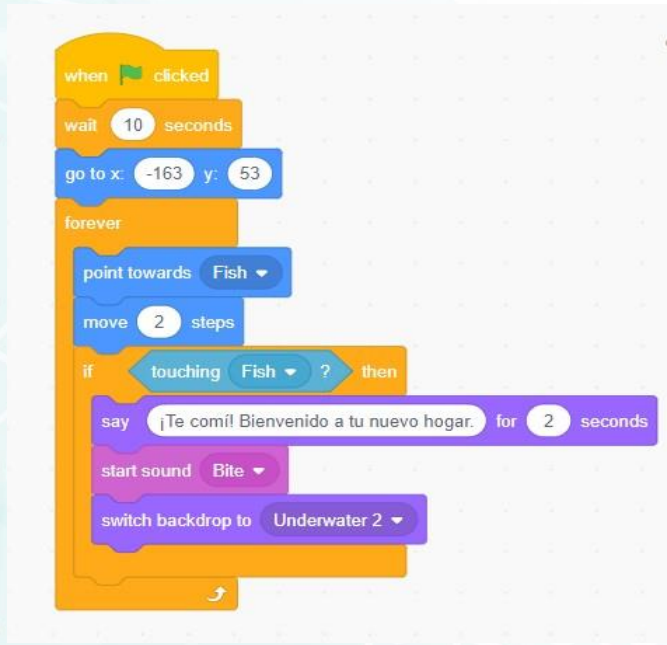 when clicked
wait 10 seconds
go to x: -163 y: 53
forever
point towards Fish
move 2 steps
if touching Fish ? then
say ¡Te comí! Bienvenido a tu nuevo hogar. for 2 seconds
start sound Bite
switch backdrop to Underwater 2